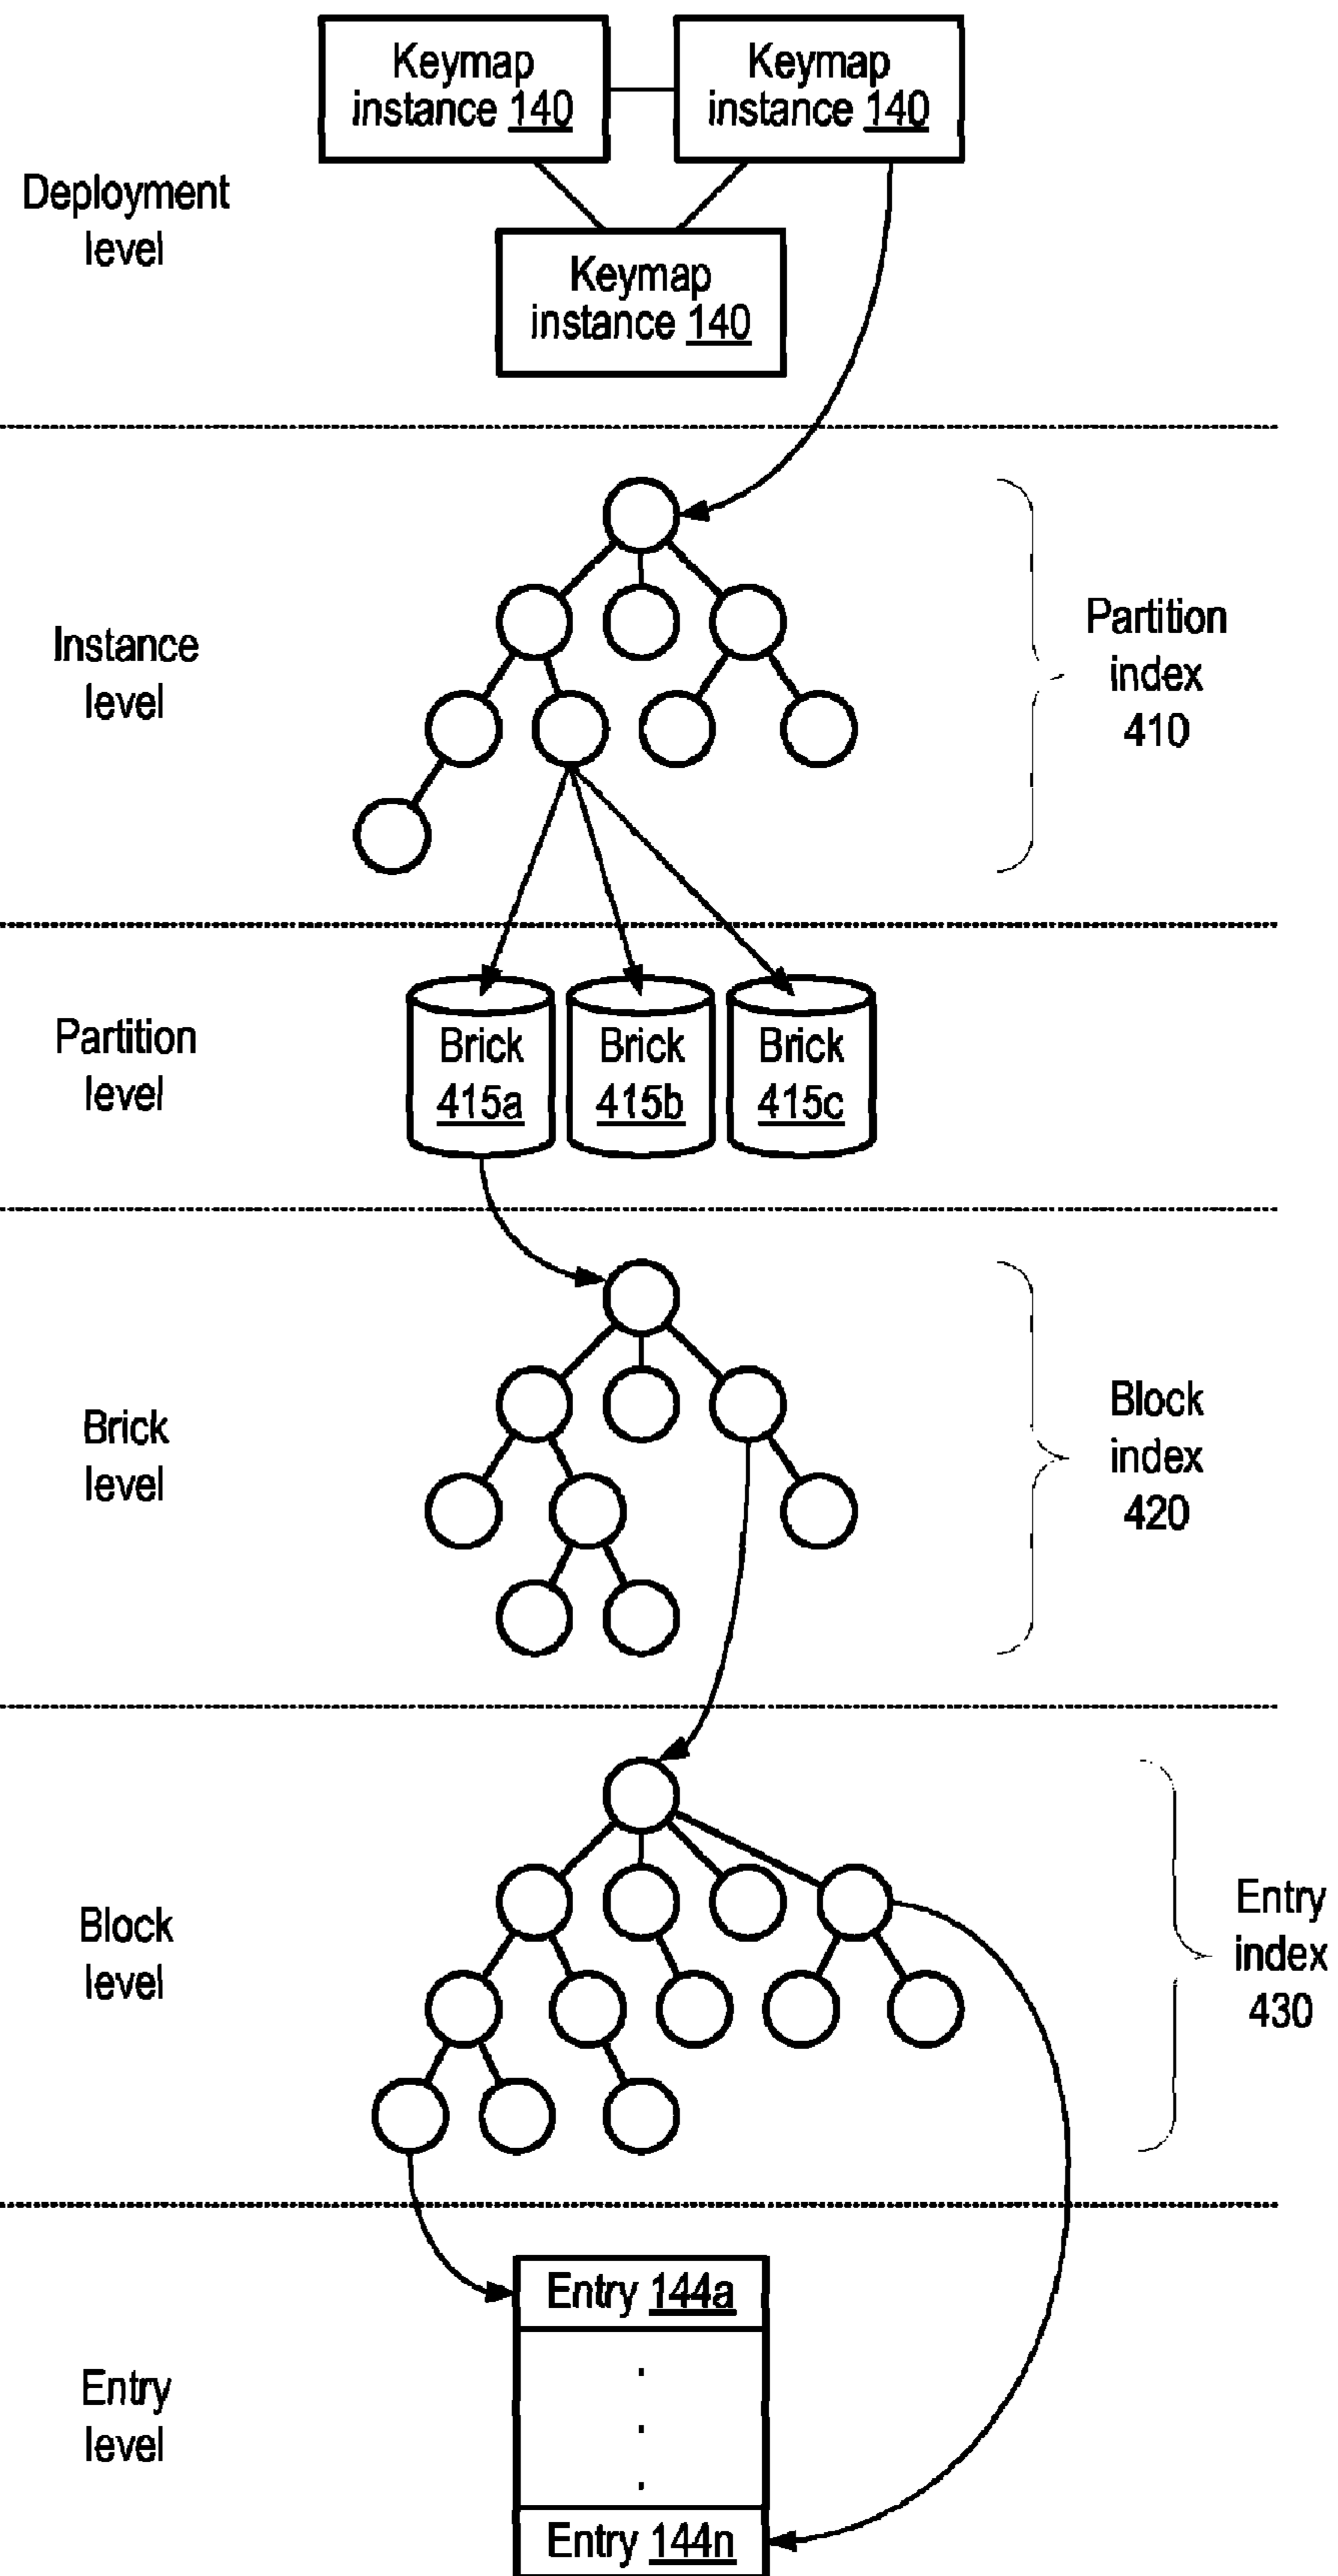 Keymap
instance 140
Keymap
instance 140
Deployment
level
Keymap
instance 140
Instance
level
Partition
index
410
Partition
level
Brick
415a
Brick
415b
Brick
415c
Brick
level
Block
index
420
Block
level
Entry
index
430
Entry 144a
.
.
.
Entry
level
Entry 144n